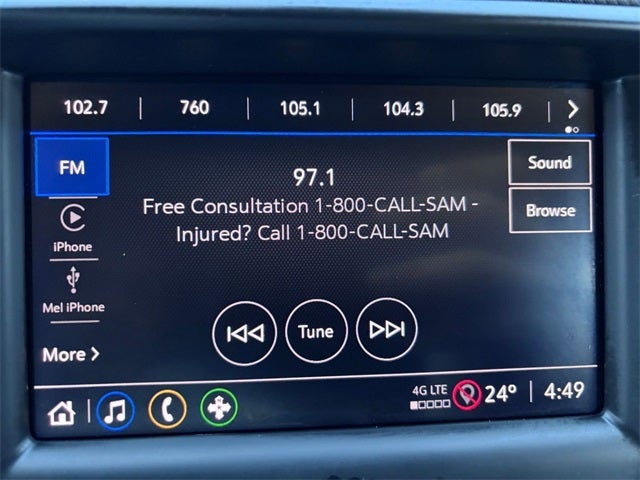 102.7 | 760 | 105.1 | 104.3 | 105.9 |
FM
97.1
Sound
Free Consultation 1-800-CALL-SAM -
Injured? Call 1-800-CALL-SAM
Browse
iPhone
Mel iPhone
Tune
More
4G LTE
24° | 4:49